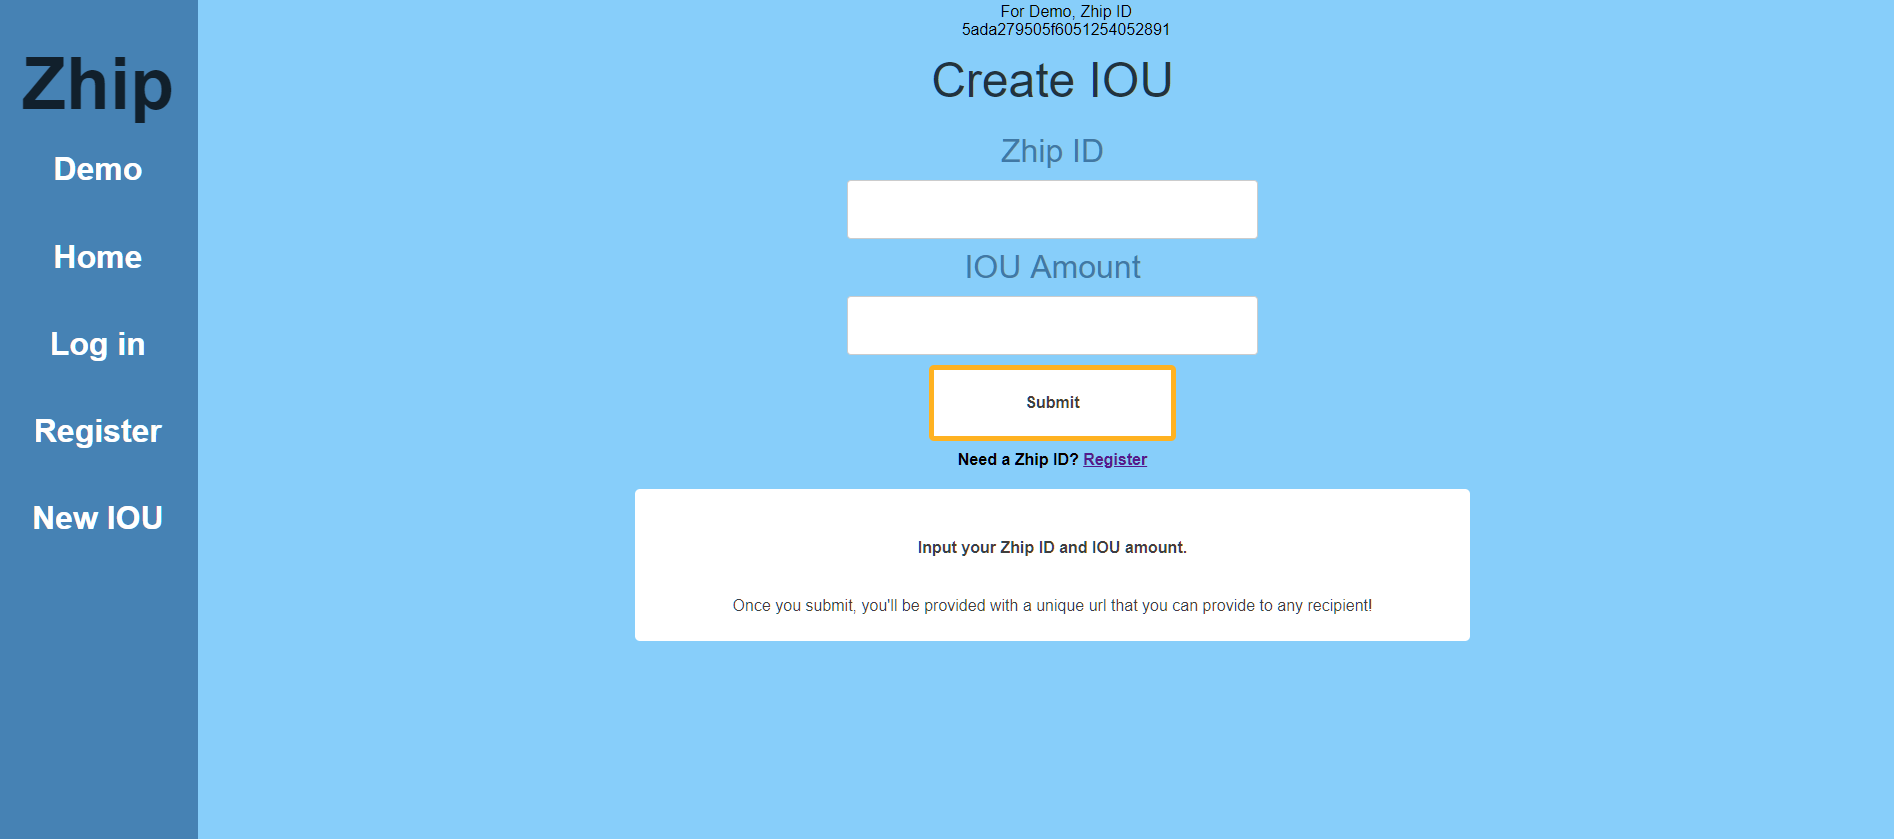 Zhip
Demo
Home
Log in
Register
New IOU
For Demo, Zhip ID
5ada279505f6051254052891
Create IOU
Zhip ID
IOU Amount
Submit
Need a Zhip ID? Register
Input your Zhip ID and IOU amount.
Once you submit, you'll be provided with a unique url that you can provide to any recipient!